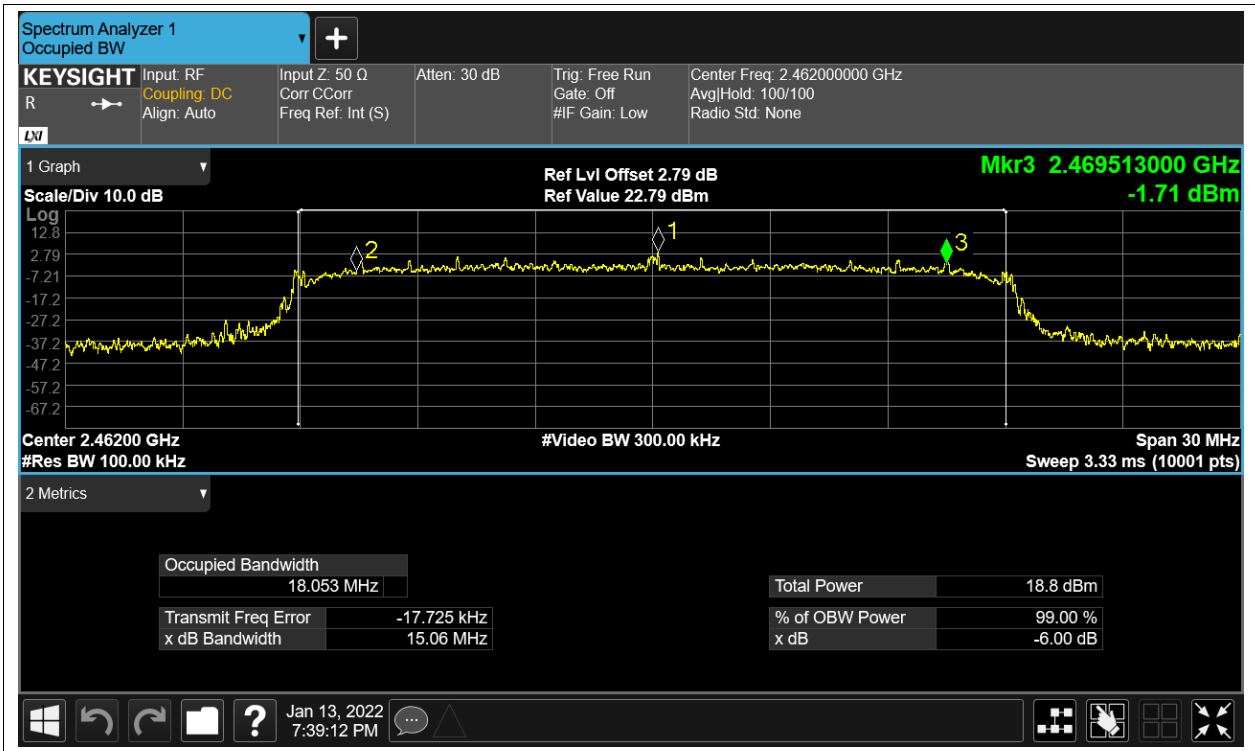 Spectrum Analyzer 1
Occupied BW
KEYSIGHT
R
LXI
Input: RF
Coupling: DC
Align: Auto
Input Z: 50 Ω
Corr CCorr
Freq Ref: Int (S)
Atten: 30 dB
Trig: Free Run
Gate: Off
#IF Gain: Low
Center Freq: 2.462000000 GHz
Avg|Hold: 100/100
Radio Std: None
1 Graph
Scale/Div 10.0 dB
Ref Lvl Offset 2.79 dB
Ref Value 22.79 dBm
Mkr3 2.469513000 GHz
-1.71 dBm
Log
12.8
2.79
-7.21
-17.2
-27.2
-37.2
-47.2
-57.2
-67.2
2
1
3
Center 2.46200 GHz
#Res BW 100.00 kHz
#Video BW 300.00 kHz
Span 30 MHz
Sweep 3.33 ms (10001 pts)
2 Metrics
Occupied Bandwidth
18.053 MHz
Transmit Freq Error -17.725 kHz
x dB Bandwidth 15.06 MHz
Total Power 18.8 dBm
% of OBW Power 99.00 %
x dB -6.00 dB
?
Jan 13, 2022
7:39:12 PM